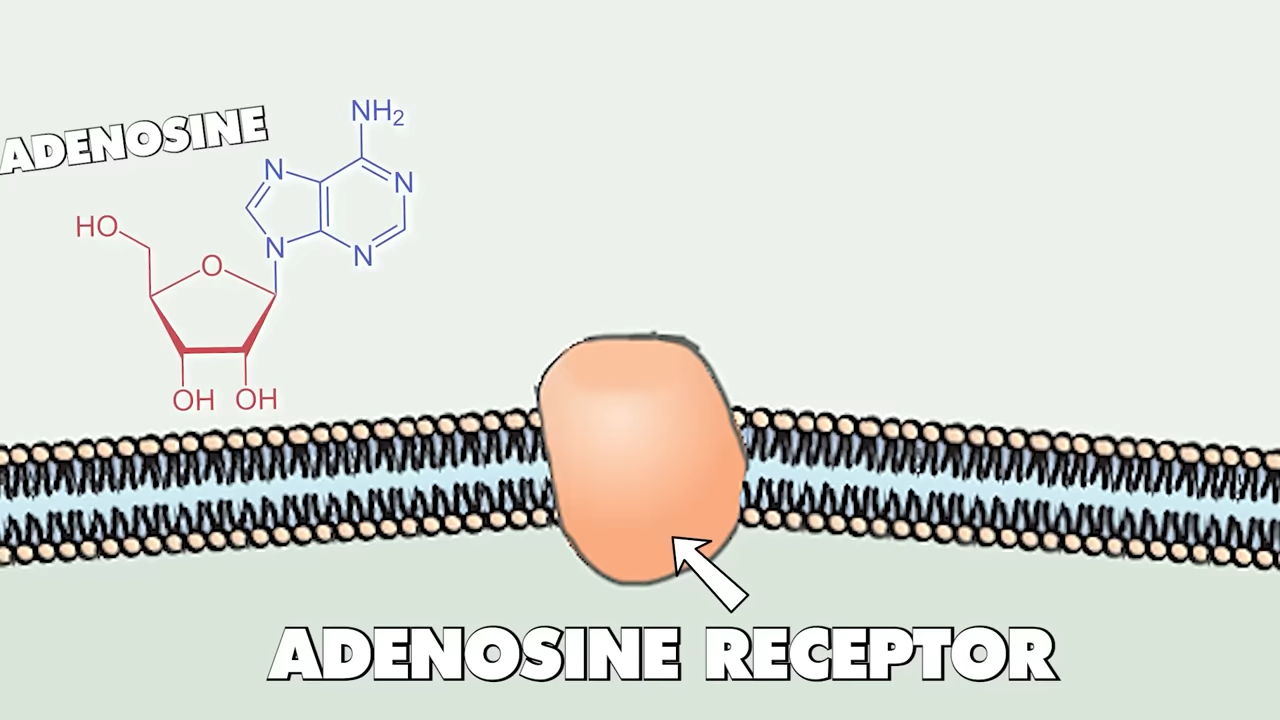 ADENOSINE
NH2
N
N
HO
N
N
O
OH OH
ADENOSINE RECEPTOR